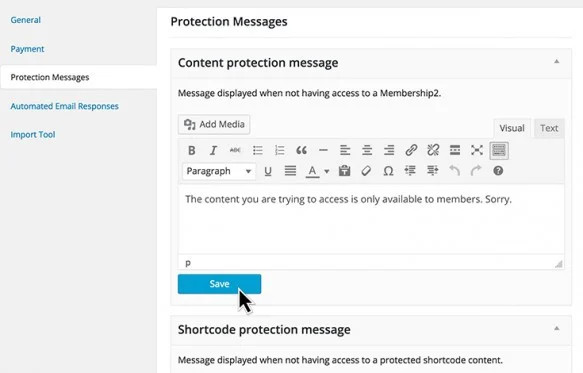 General
Payment
Protection Messages
Automated Email Responses
Import Tool
Protection Messages
Content protection message
Message displayed when not having access to a Membership2.
Add Media
Visual Text
B I ABC
Paragraph U A Ω
The content you are trying to access is only available to members. Sorry.
p
Save
Shortcode protection message
Message displayed when not having access to a protected shortcode content.